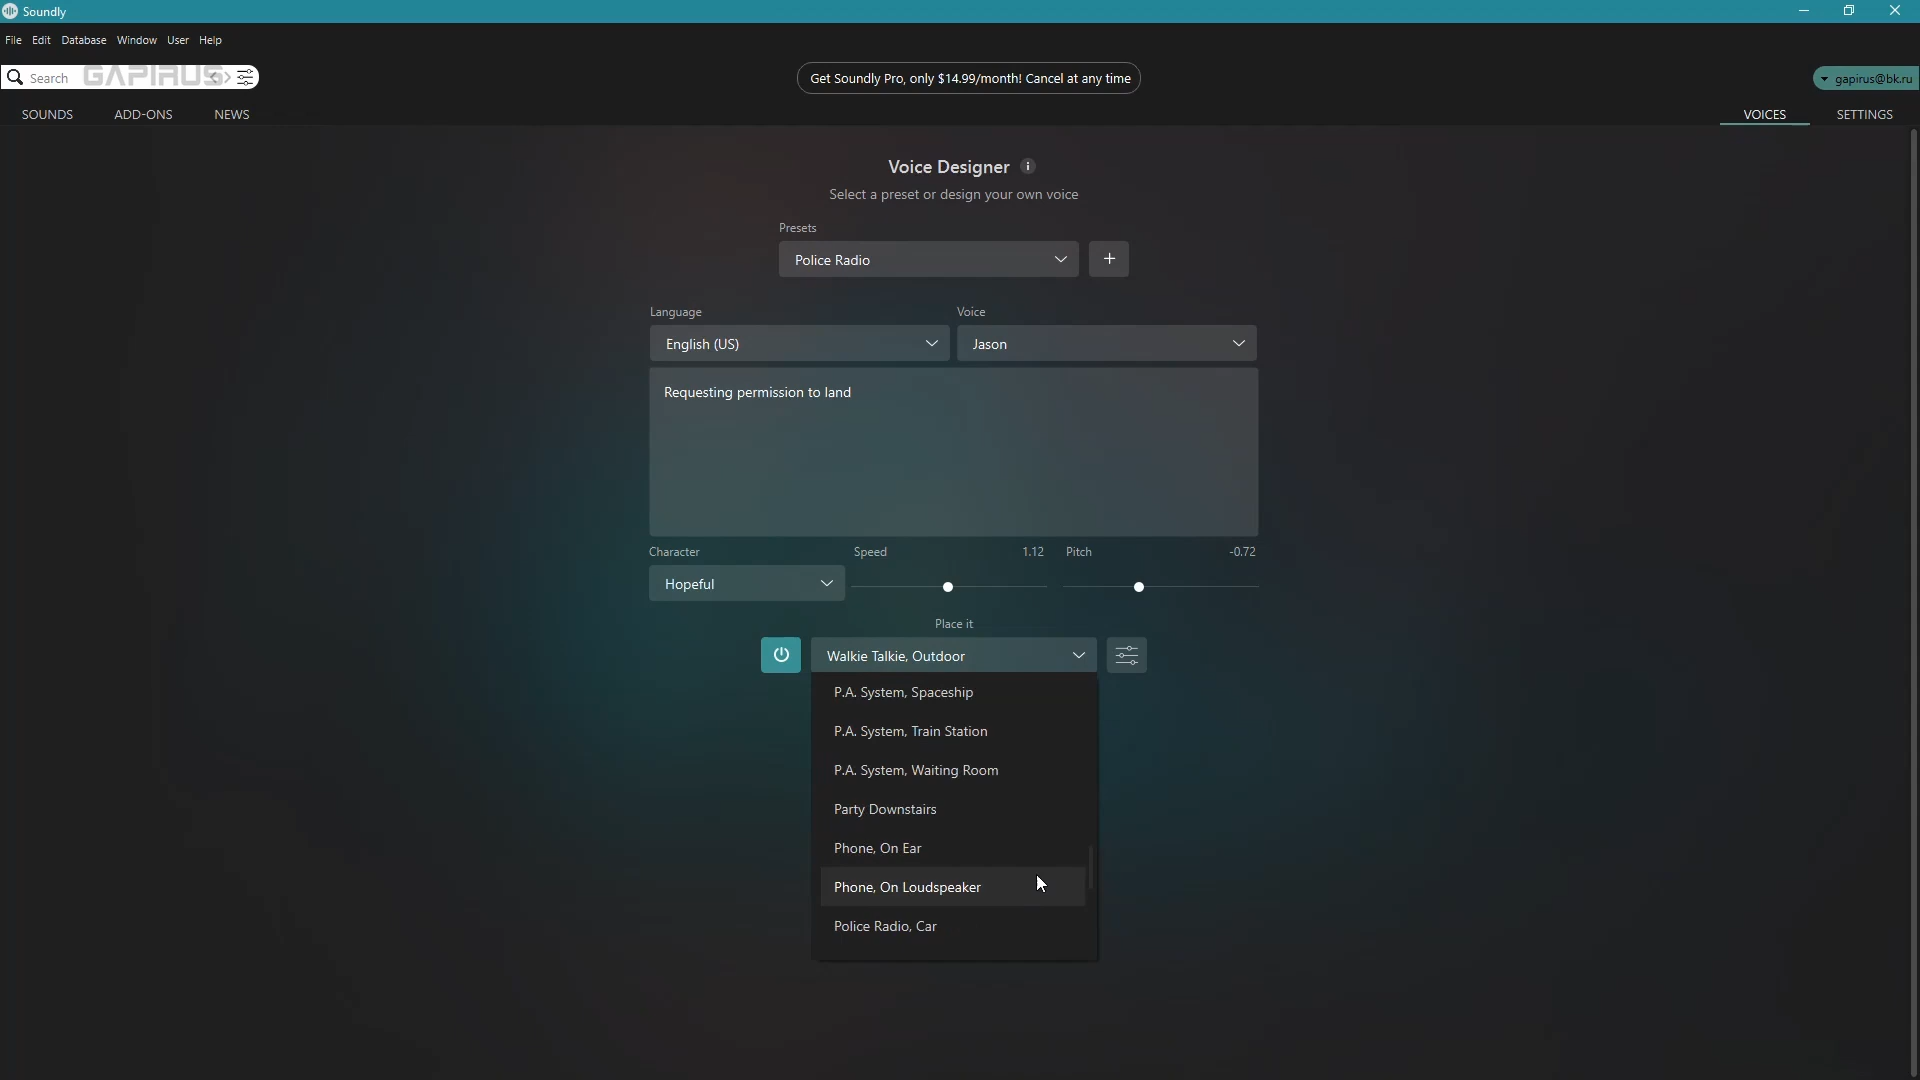 Soundly
File Edit Database Window User Help
Search GAPIRUS
Get Soundly Pro, only $14.99/month! Cancel at any time
gapirus@bk.ru
SOUNDS ADD-ONS NEWS
VOICES SETTINGS
Voice Designer i
Select a preset or design your own voice
Presets
Police Radio +
Language Voice
English (US) Jason
Requesting permission to land
Character Speed 1.12 Pitch -0.72
Hopeful
Place it
Walkie Talkie, Outdoor
P.A. System, Spaceship
P.A. System, Train Station
P.A. System, Waiting Room
Party Downstairs
Phone, On Ear
Phone, On Loudspeaker
Police Radio, Car